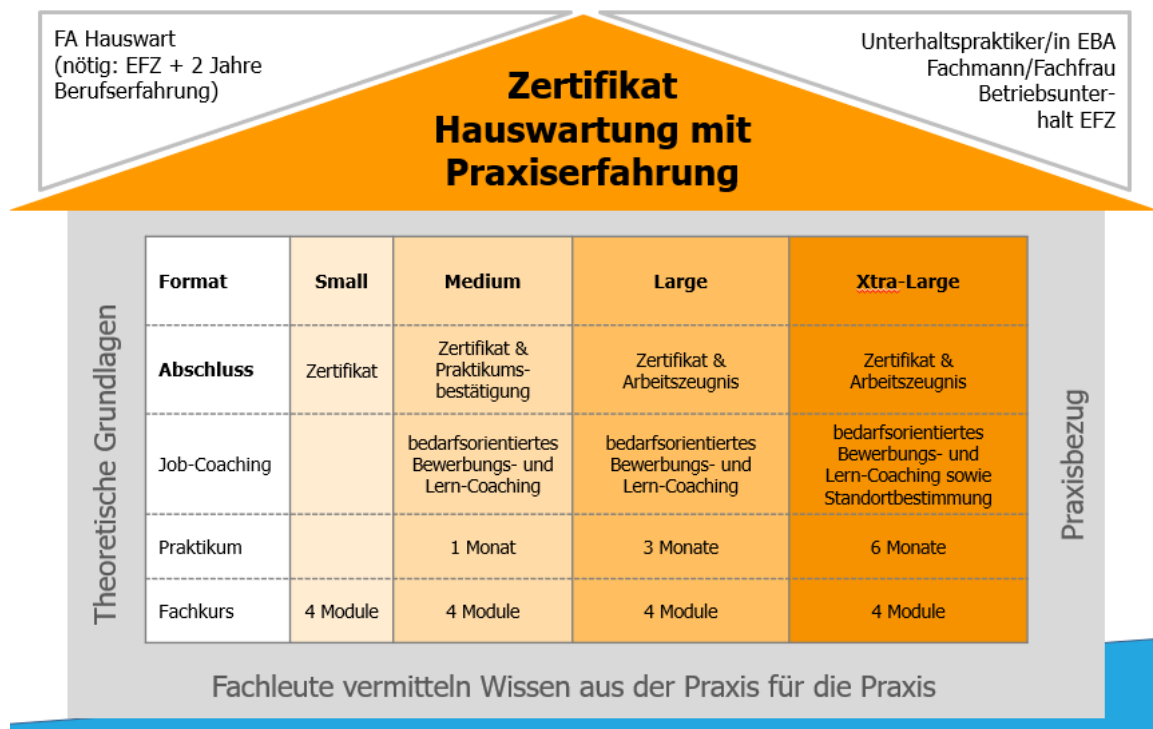 FA Hauswart
(nötig: EFZ + 2 Jahre
Berufserfahrung)
Zertifikat
Hauswartung mit
Praxiserfahrung
Unterhaltspraktiker/in EBA
Fachmann/Fachfrau
Betriebsunter-
halt EFZ
Theoretische Grundlagen
Format
Small
Medium
Large
Xtra-Large
Abschluss
Zertifikat
Zertifikat &
Praktikums-
bestätigung
Zertifikat &
Arbeitszeugnis
Zertifikat &
Arbeitszeugnis
Job-Coaching
bedarfsorientiertes
Bewerbungs- und
Lern-Coaching
bedarfsorientiertes
Bewerbungs- und
Lern-Coaching
bedarfsorientiertes
Bewerbungs- und
Lern-Coaching sowie
Standortbestimmung
Praktikum
1 Monat
3 Monate
6 Monate
Fachkurs
4 Module
4 Module
4 Module
4 Module
Praxisbezug
Fachleute vermitteln Wissen aus der Praxis für die Praxis